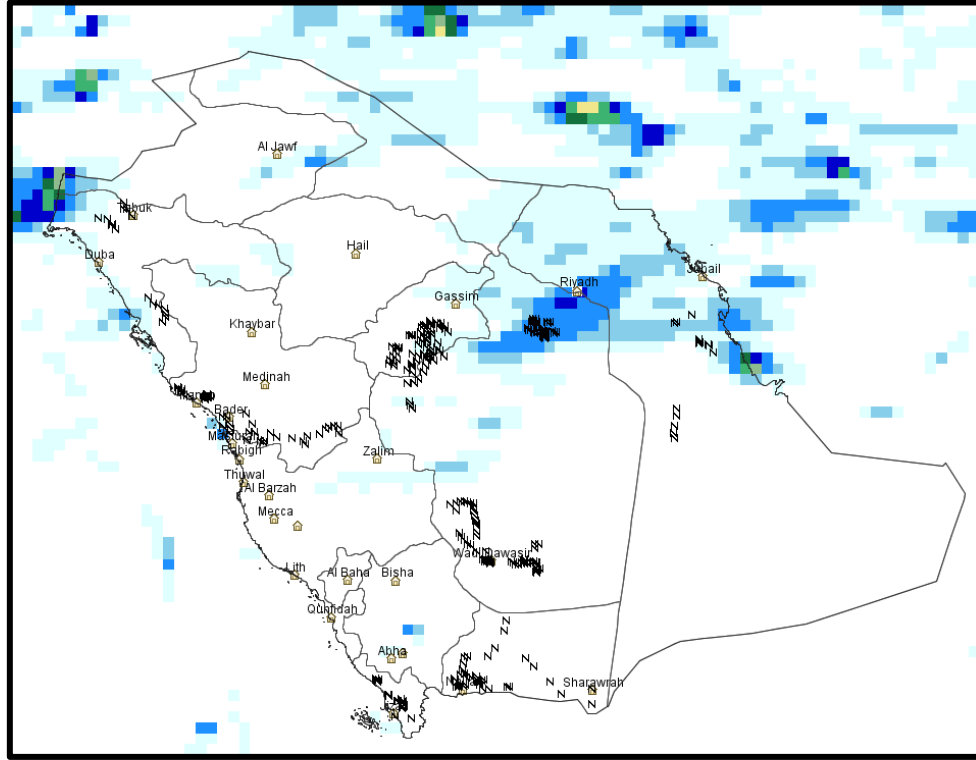 Al Jawf
Tabuk
Hail
Duba
Jubail
Riyadh
Gassim
Khaybar
Medinah
Bader
Rabigh
Zalim
Thuwal
Al Barzah
Mecca
Wadi Dawasir
Lith
Al Baha
Bisha
Qunfidah
Abha
Sharawrah